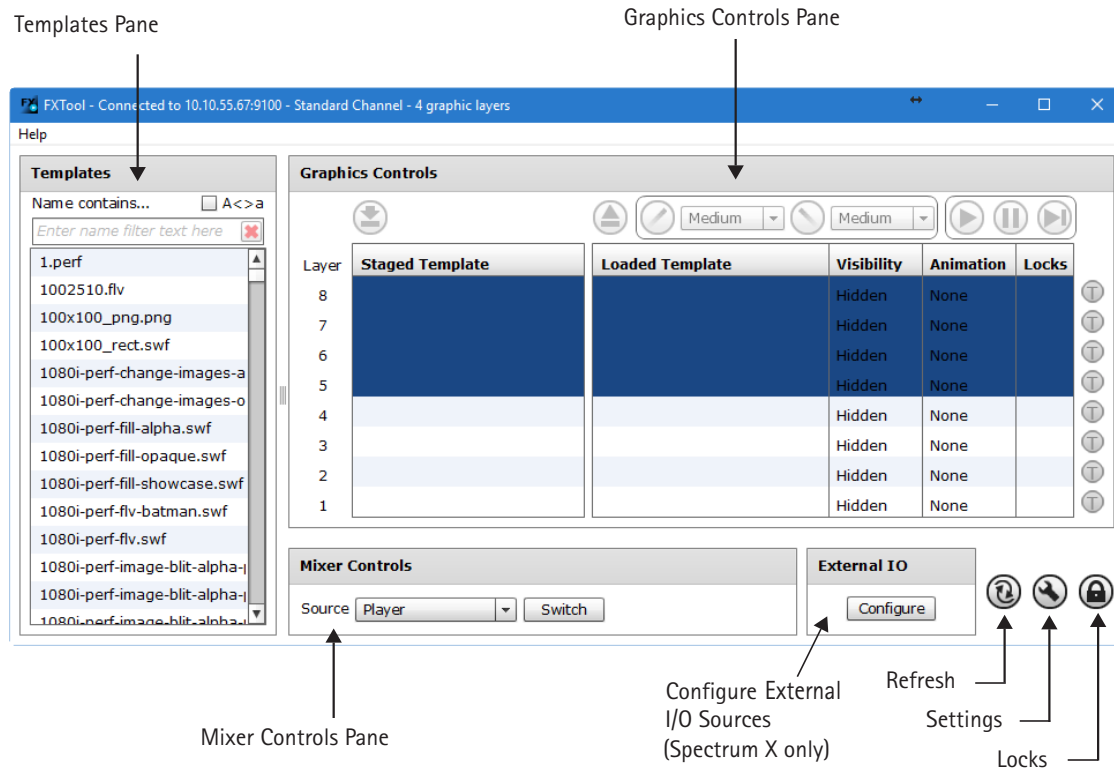 Templates Pane
Graphics Controls Pane
FXTool - Connected to 10.10.55.67:9100 - Standard Channel - 4 graphic layers
Help
Templates
Name contains... A<>a
Enter name filter text here
1.perf
1002510.flv
100x100_png.png
100x100_rect.swf
1080i-perf-change-images-a
1080i-perf-change-images-o
1080i-perf-fill-alpha.swf
1080i-perf-fill-opaque.swf
1080i-perf-fill-showcase.swf
1080i-perf-flv-batman.swf
1080i-perf-flv.swf
1080i-perf-image-blit-alpha-
1080i-perf-image-blit-alpha-
1080i-perf-image-blit-alpha-
Graphics Controls
Medium Medium
Layer Staged Template Loaded Template Visibility Animation Locks
8 Hidden None T
7 Hidden None T
6 Hidden None T
5 Hidden None T
4 Hidden None T
3 Hidden None T
2 Hidden None T
1 Hidden None T
Mixer Controls
Source Player Switch
External IO
Configure
Mixer Controls Pane
Configure External
I/O Sources
(Spectrum X only)
Refresh
Settings
Locks